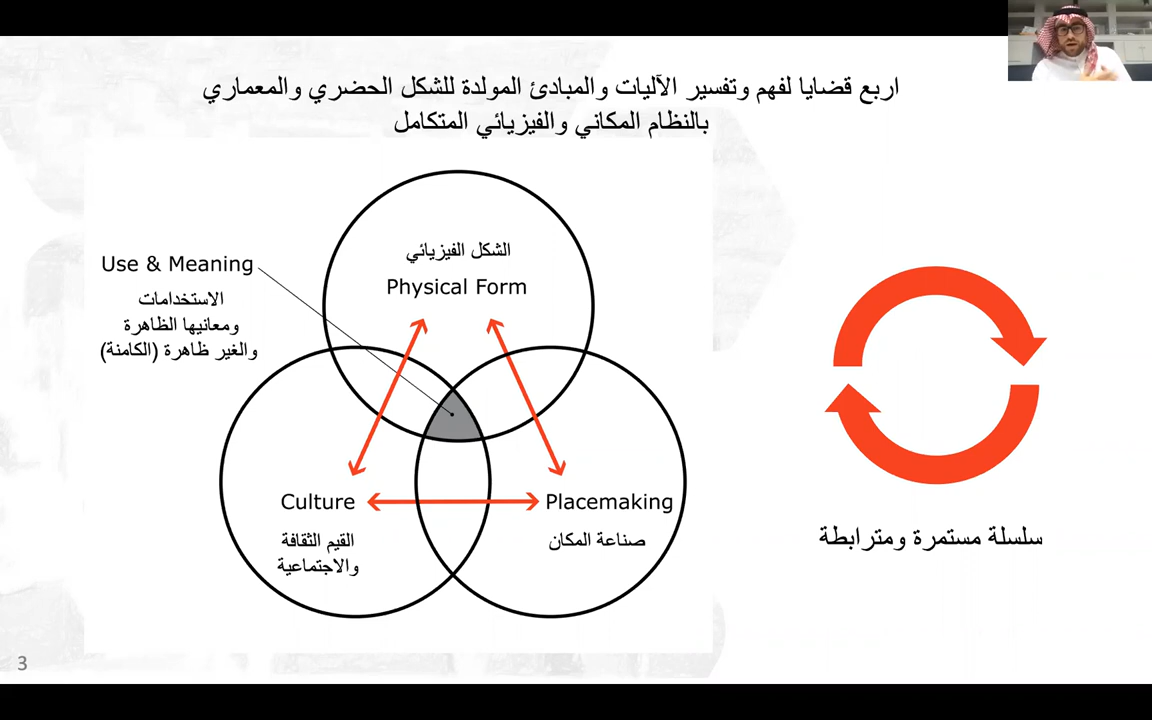 اربع قضايا لفهم وتفسير الآليات والمبادئ المولدة للشكل الحضري والمعماري
بالنظام المكاني والفيزيائي المتكامل
الشكل الفيزيائي
Physical Form
Use & Meaning
الاستخدامات
ومعانيها الظاهرة
والغير ظاهرة (الكامنة)
Culture
القيم الثقافة
والاجتماعية
Placemaking
صناعة المكان
سلسلة مستمرة ومترابطة
3